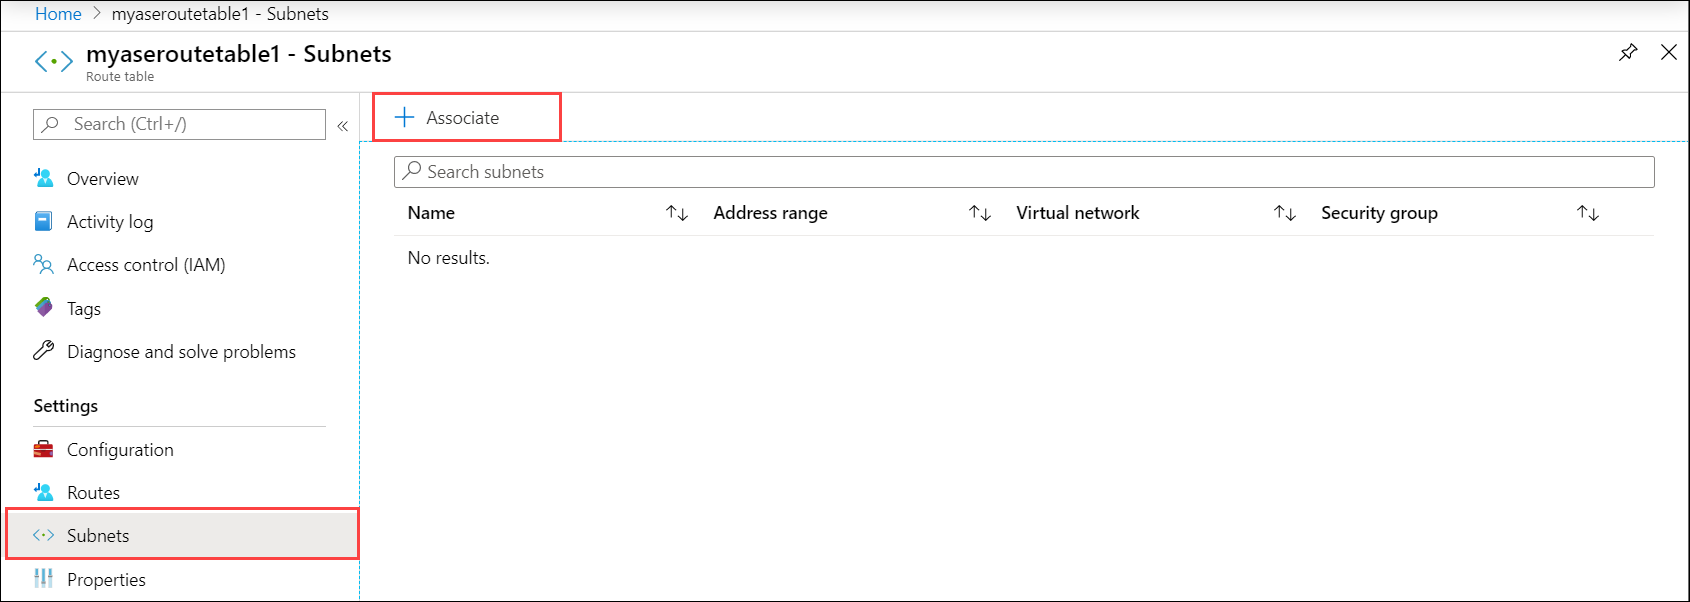 Home > myaseroutetable1 - Subnets
myaseroutetable1 - Subnets
Route table
Search (Ctrl+/)
«
Overview
Activity log
Access control (IAM)
Tags
Diagnose and solve problems
Settings
Configuration
Routes
Subnets
Properties
+ Associate
Search subnets
Name ↑↓ Address range ↑↓ Virtual network ↑↓ Security group ↑↓
No results.